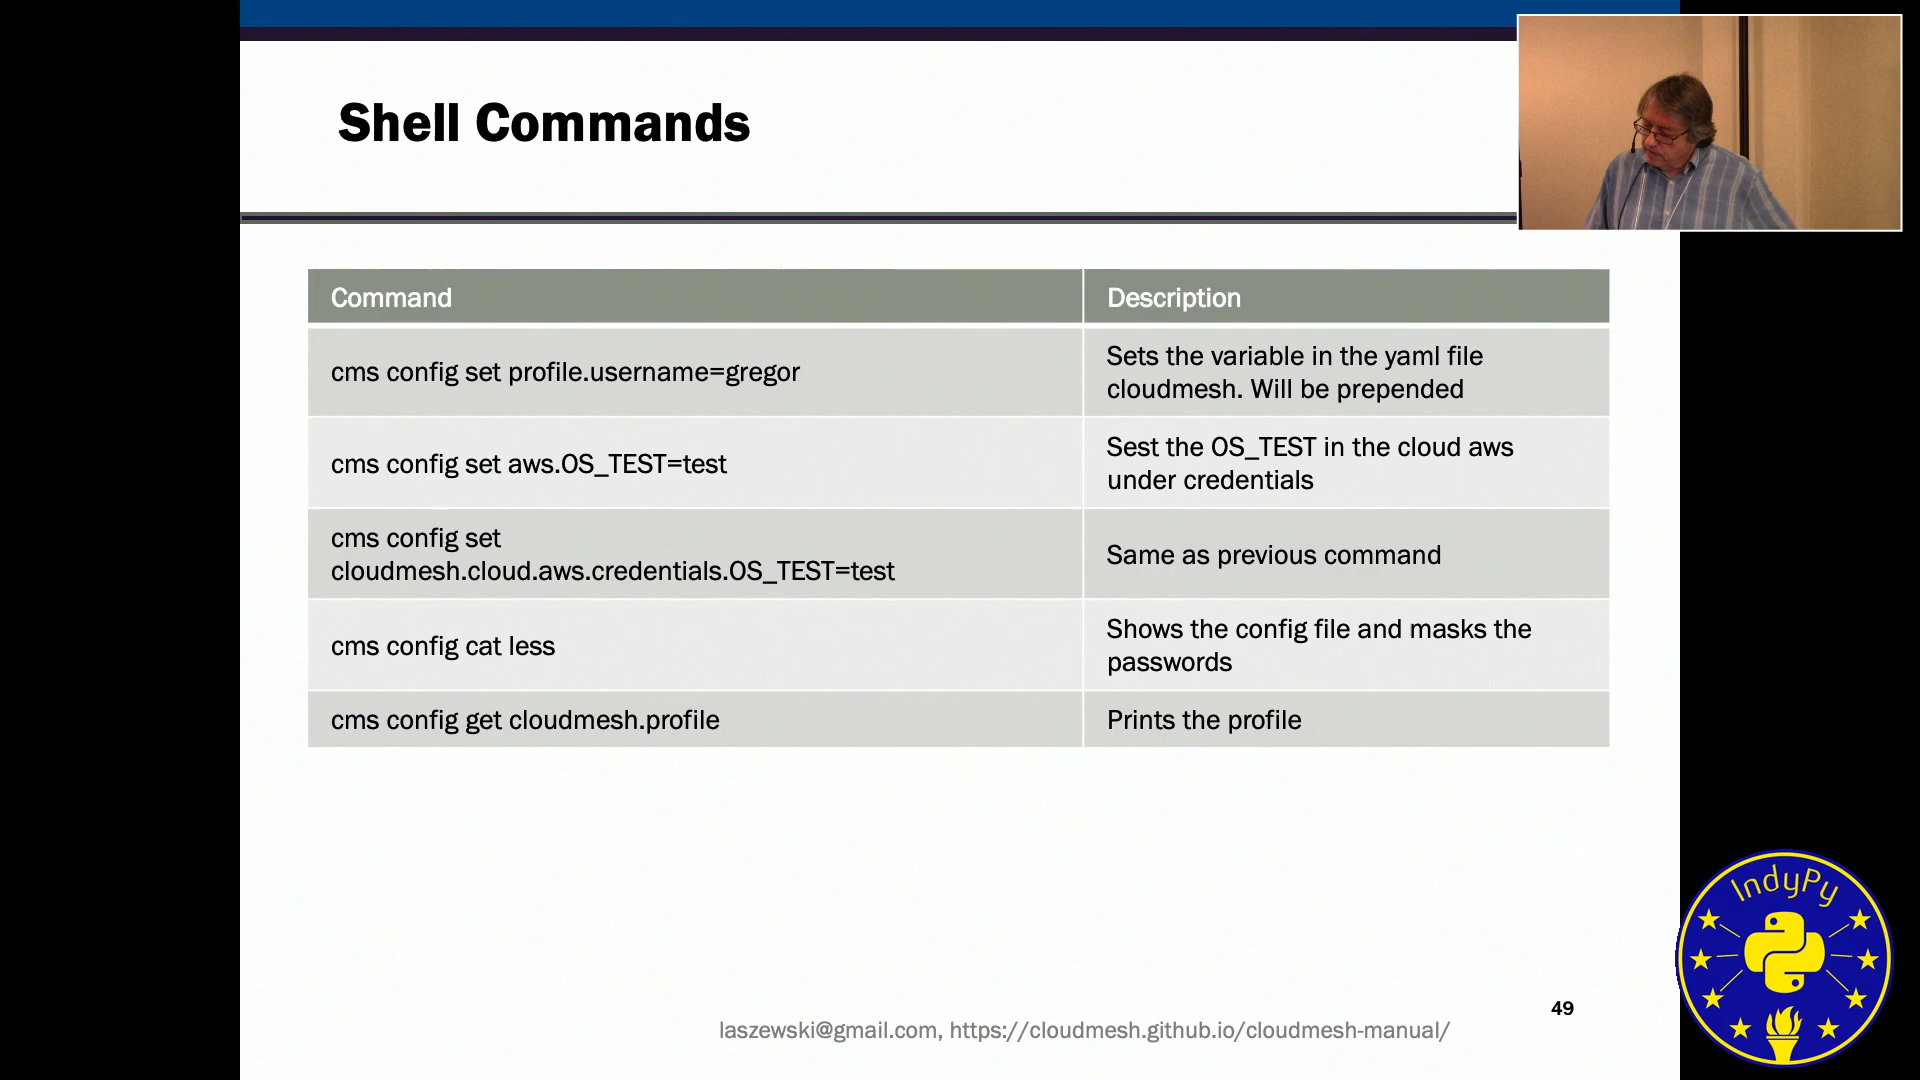 Shell Commands
Command
Description
cms config set profile.username=gregor
Sets the variable in the yaml file
cloudmesh. Will be prepended
cms config set aws.OS_TEST=test
Sest the OS_TEST in the cloud aws
under credentials
cms config set
cloudmesh.cloud.aws.credentials.OS_TEST=test
Same as previous command
cms config cat less
Shows the config file and masks the
passwords
cms config get cloudmesh.profile
Prints the profile
49
laszewski@gmail.com, https://cloudmesh.github.io/cloudmesh-manual/
IndyPy